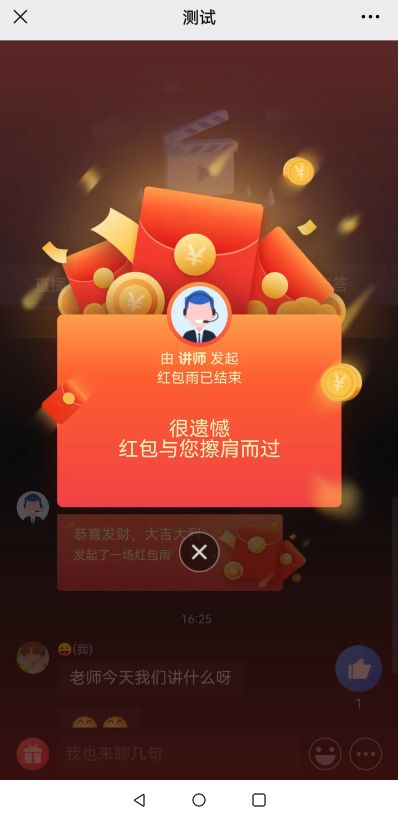 测试
由 讲师 发起
红包雨已结束
很遗憾
红包与您擦肩而过
恭喜发财，大吉大利
发起了一场红包雨
16:25
(我)
老师今天我们讲什么呀
1
我也来聊几句